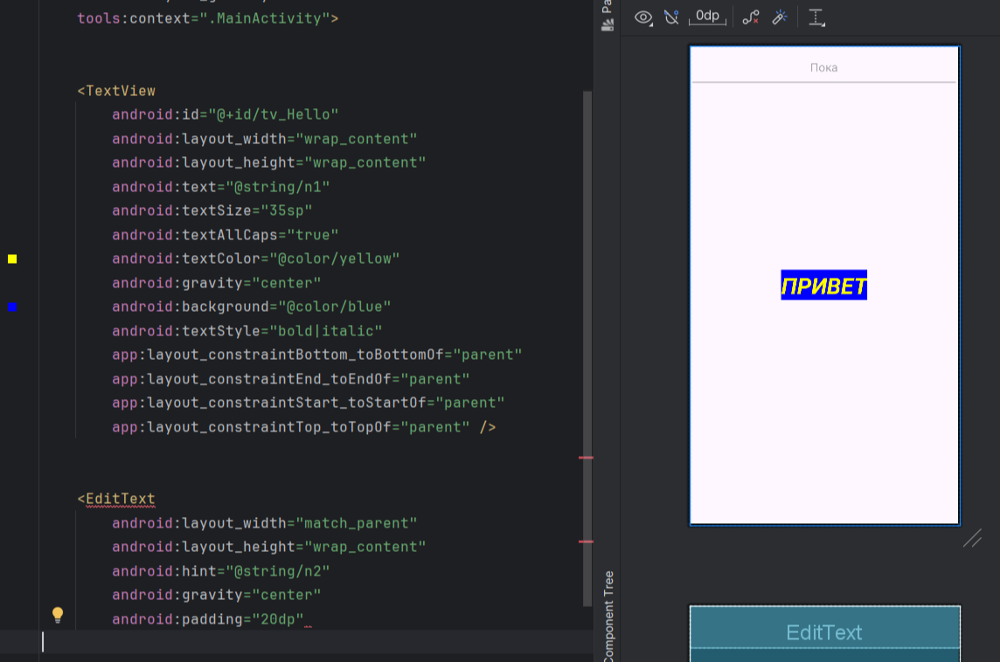 tools:context=".MainActivity">
<TextView
android:id="@+id/tv_Hello"
android:layout_width="wrap_content"
android:layout_height="wrap_content"
android:text="@string/n1"
android:textSize="35sp"
android:textAllCaps="true"
android:textColor="@color/yellow"
android:gravity="center"
android:background="@color/blue"
android:textStyle="bold|italic"
app:layout_constraintBottom_toBottomOf="parent"
app:layout_constraintEnd_toEndOf="parent"
app:layout_constraintStart_toStartOf="parent"
app:layout_constraintTop_toTopOf="parent" />
<EditText
android:layout_width="match_parent"
android:layout_height="wrap_content"
android:hint="@string/n2"
android:gravity="center"
android:padding="20dp"
Pa
Component Tree
0dp
Пока
ПРИВЕТ
EditText